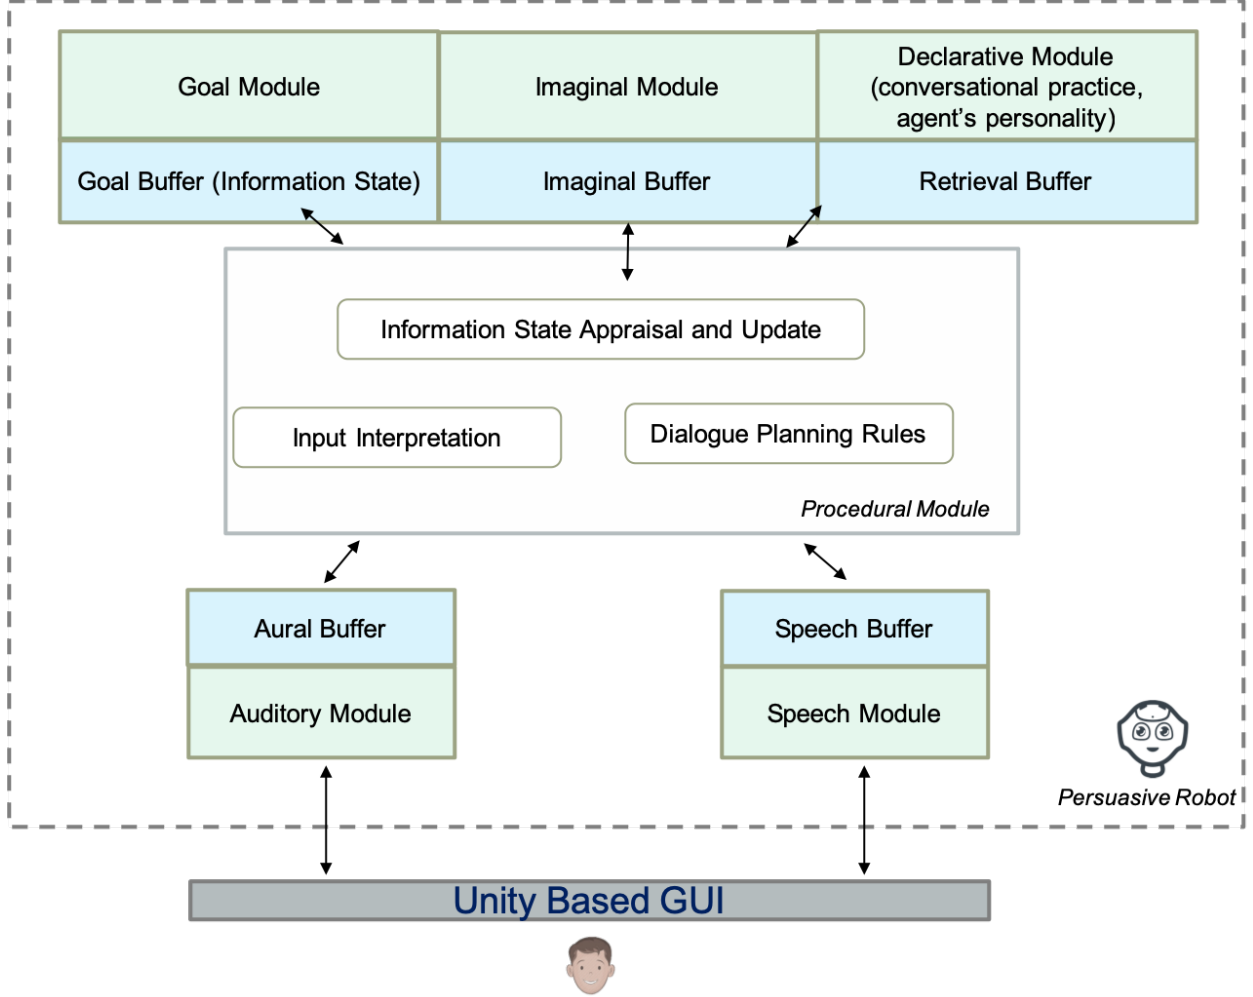 Goal Module
Imaginal Module
Declarative Module
(conversational practice,
agent's personality)
Goal Buffer (Information State)
Imaginal Buffer
Retrieval Buffer
Information State Appraisal and Update
Input Interpretation
Dialogue Planning Rules
Procedural Module
Aural Buffer
Speech Buffer
Auditory Module
Speech Module
Persuasive Robot
Unity Based GUI